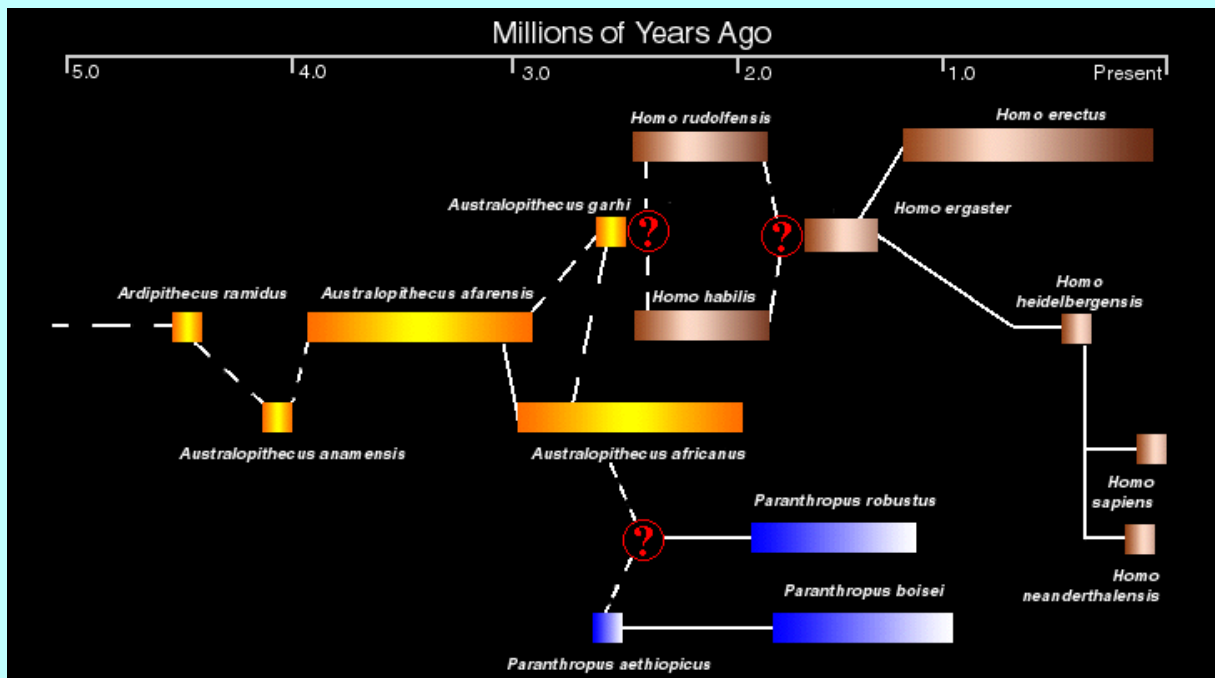 Millions of Years Ago
5.0 4.0 3.0 2.0 1.0 Present
Homo rudolfensis
Homo erectus
Australopithecus garhi
?
?
Homo ergaster
Ardipithecus ramidus
Australopithecus afarensis
Homo habilis
Homo
heidelbergensis
Australopithecus anamensis
Australopithecus africanus
Homo
sapiens
Paranthropus robustus
?
Homo
neanderthalensis
Paranthropus boisei
Paranthropus aethiopicus